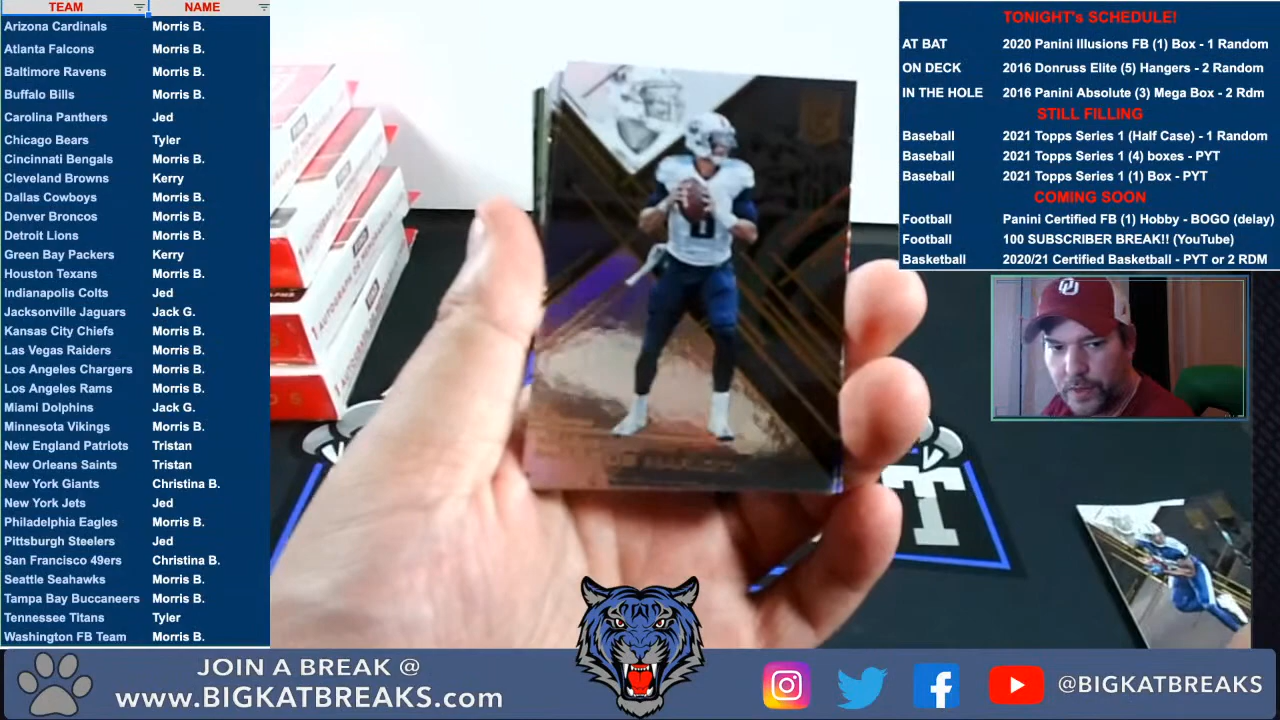 TEAM NAME
Arizona Cardinals Morris B.
Atlanta Falcons Morris B.
Baltimore Ravens Morris B.
Buffalo Bills Morris B.
Carolina Panthers Jed
Chicago Bears Tyler
Cincinnati Bengals Morris B.
Cleveland Browns Kerry
Dallas Cowboys Morris B.
Denver Broncos Morris B.
Detroit Lions Morris B.
Green Bay Packers Kerry
Houston Texans Morris B.
Indianapolis Colts Jed
Jacksonville Jaguars Jack G.
Kansas City Chiefs Morris B.
Las Vegas Raiders Morris B.
Los Angeles Chargers Morris B.
Los Angeles Rams Morris B.
Miami Dolphins Jack G.
Minnesota Vikings Morris B.
New England Patriots Tristan
New Orleans Saints Tristan
New York Giants Christina B.
New York Jets Jed
Philadelphia Eagles Morris B.
Pittsburgh Steelers Jed
San Francisco 49ers Christina B.
Seattle Seahawks Morris B.
Tampa Bay Buccaneers Morris B.
Tennessee Titans Tyler
Washington FB Team Morris B.
TONIGHT's SCHEDULE!
AT BAT 2020 Panini Illusions FB (1) Box - 1 Random
ON DECK 2016 Donruss Elite (5) Hangers - 2 Random
IN THE HOLE 2016 Panini Absolute (3) Mega Box - 2 Rdm
STILL FILLING
Baseball 2021 Topps Series 1 (Half Case) - 1 Random
Baseball 2021 Topps Series 1 (4) boxes - PYT
Baseball 2021 Topps Series 1 (1) Box - PYT
COMING SOON
Football Panini Certified FB (1) Hobby - BOGO (delay)
Football 100 SUBSCRIBER BREAK!! (YouTube)
Basketball 2020/21 Certified Basketball - PYT or 2 RDM
OU
T
JOIN A BREAK @
www.BIGKATBREAKS.com
@BIGKATBREAKS